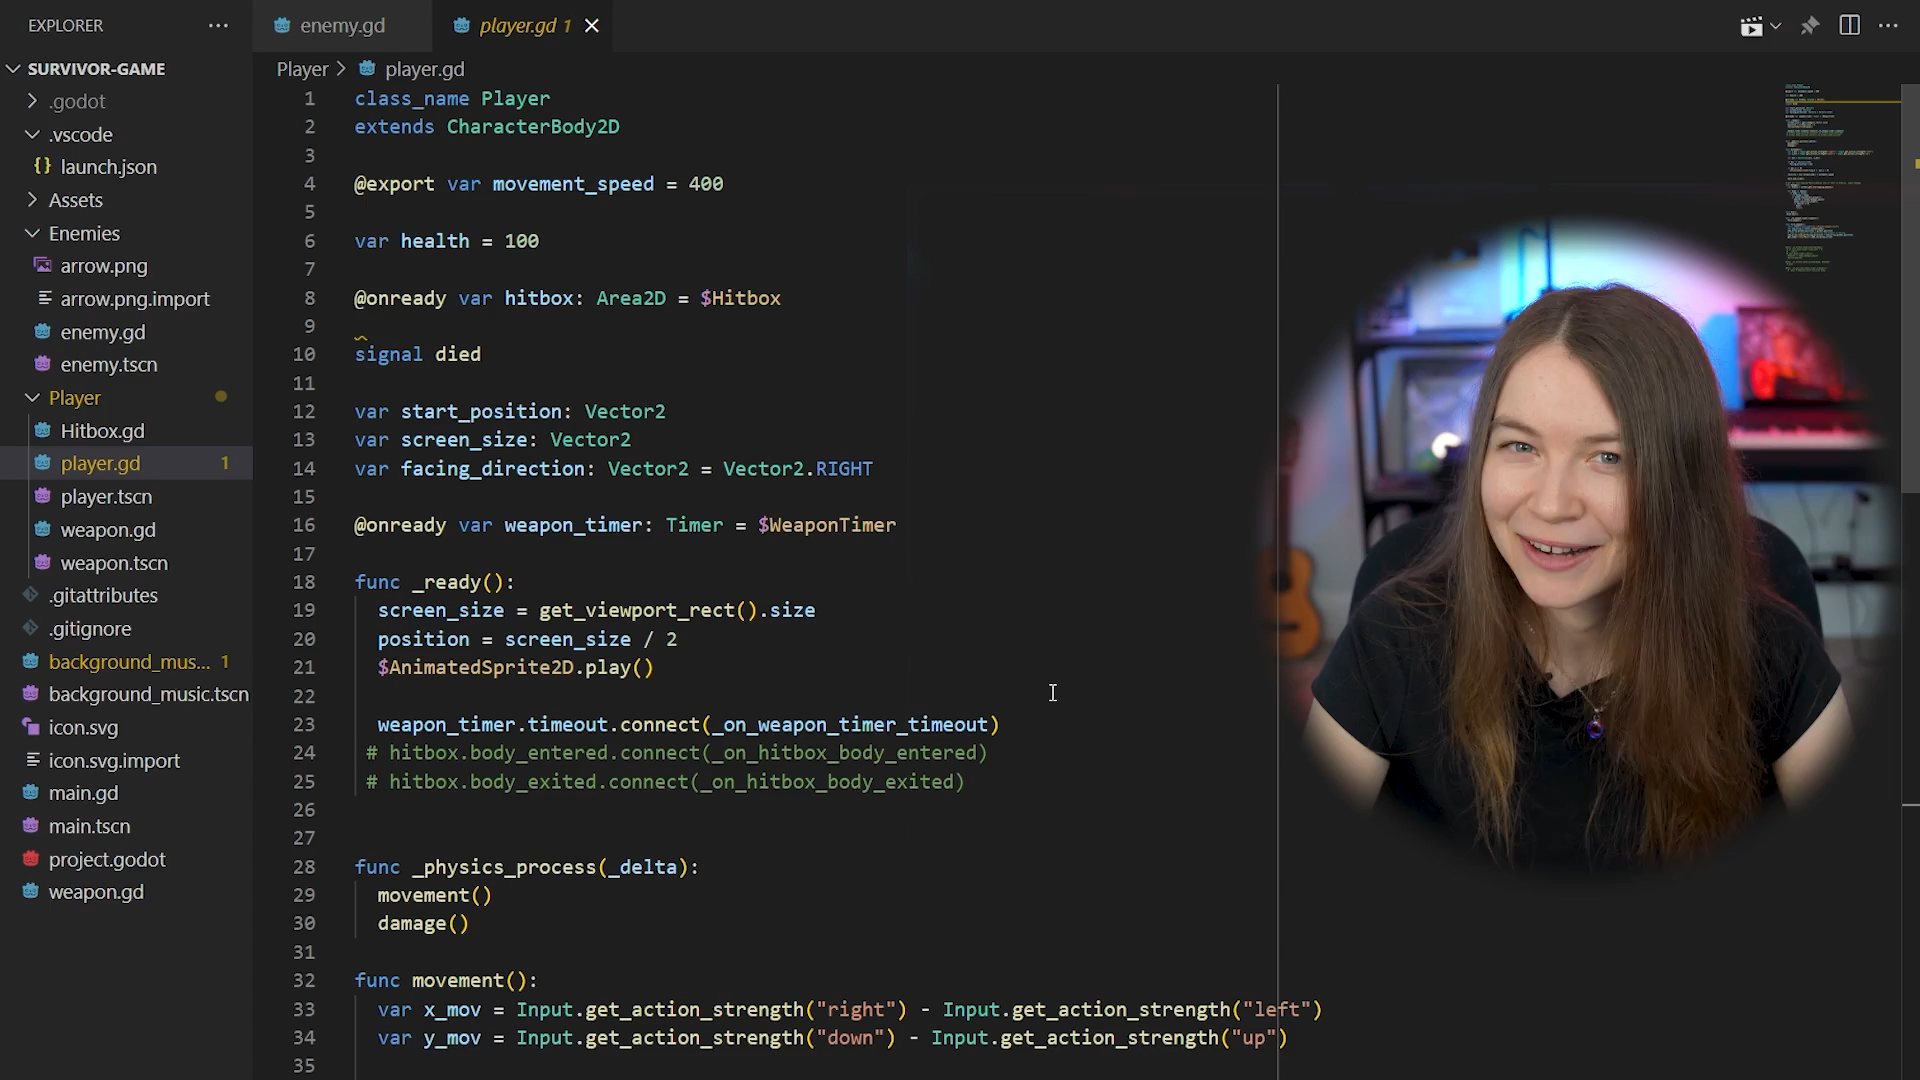 EXPLORER
SURVIVOR-GAME
.godot
.vscode
launch.json
Assets
Enemies
arrow.png
arrow.png.import
enemy.gd
enemy.tscn
Player
Hitbox.gd
player.gd 1
player.tscn
weapon.gd
weapon.tscn
.gitattributes
.gitignore
background_mus... 1
background_music.tscn
icon.svg
icon.svg.import
main.gd
main.tscn
project.godot
weapon.gd
enemy.gd
player.gd 1
Player > player.gd
1 class_name Player
2 extends CharacterBody2D
3
4 @export var movement_speed = 400
5
6 var health = 100
7
8 @onready var hitbox: Area2D = $Hitbox
9
10 signal died
11
12 var start_position: Vector2
13 var screen_size: Vector2
14 var facing_direction: Vector2 = Vector2.RIGHT
15
16 @onready var weapon_timer: Timer = $WeaponTimer
17
18 func _ready():
19 screen_size = get_viewport_rect().size
20 position = screen_size / 2
21 $AnimatedSprite2D.play()
22
23 weapon_timer.timeout.connect(_on_weapon_timer_timeout)
24 # hitbox.body_entered.connect(_on_hitbox_body_entered)
25 # hitbox.body_exited.connect(_on_hitbox_body_exited)
26
27
28 func _physics_process(_delta):
29 movement()
30 damage()
31
32 func movement():
33 var x_mov = Input.get_action_strength("right") - Input.get_action_strength("left")
34 var y_mov = Input.get_action_strength("down") - Input.get_action_strength("up")
35